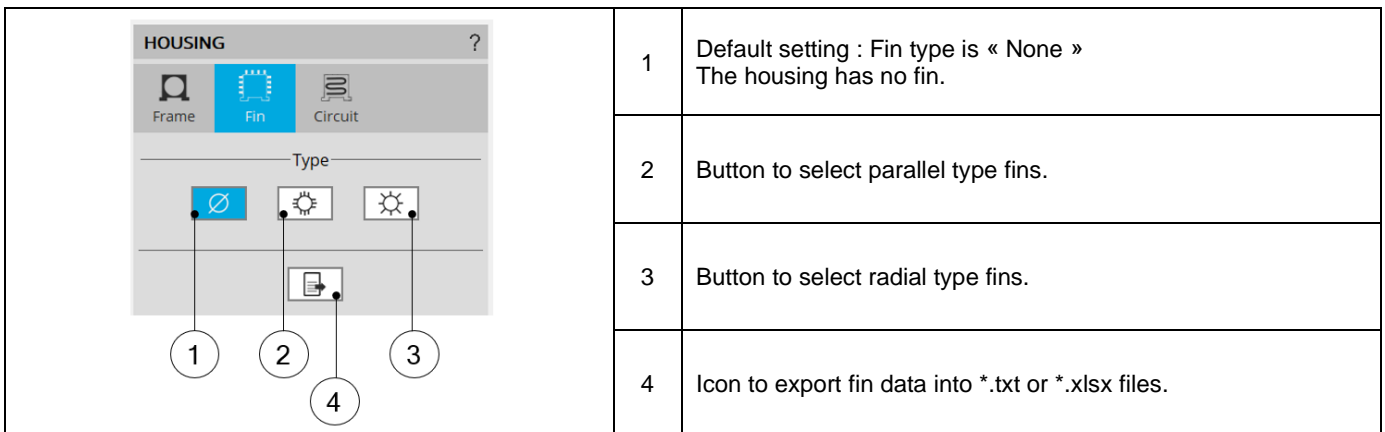 HOUSING ?
Frame Fin Circuit
Type
1 2 3
4
1 Default setting : Fin type is « None »
The housing has no fin.
2 Button to select parallel type fins.
3 Button to select radial type fins.
4 Icon to export fin data into *.txt or *.xlsx files.